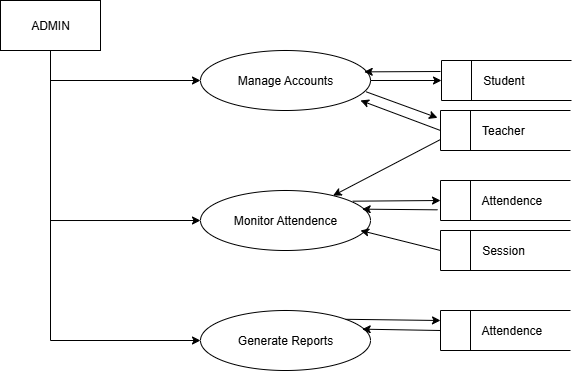 ADMIN
Manage Accounts
Student
Teacher
Monitor Attendence
Attendence
Session
Generate Reports
Attendence